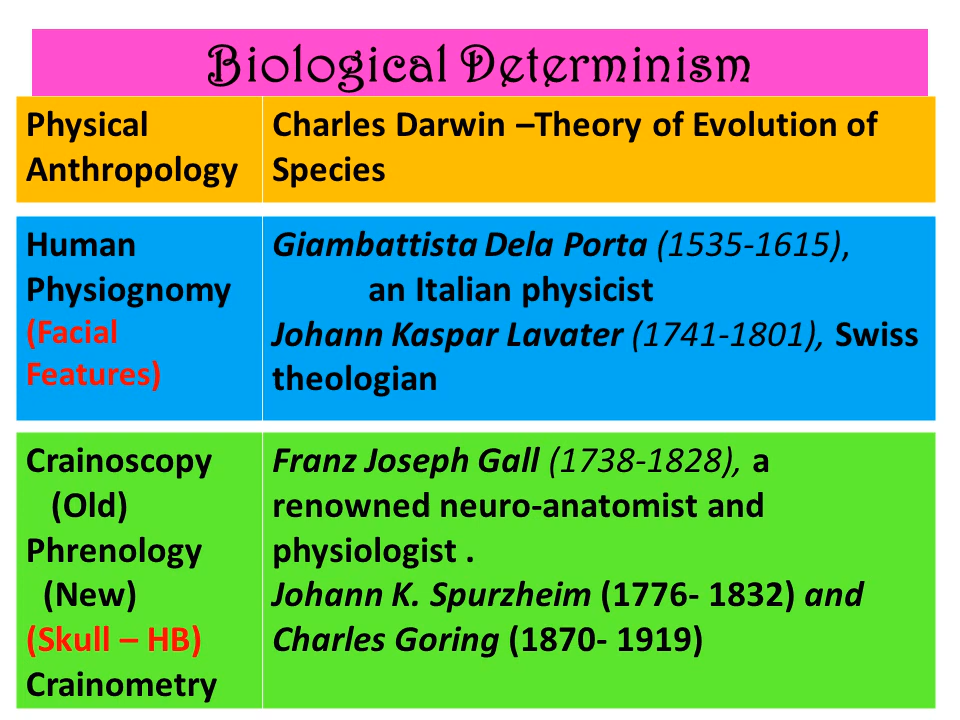 Biological Determinism
Physical
Anthropology
Charles Darwin –Theory of Evolution of
Species
Human
Physiognomy
(Facial
Features)
Giambattista Dela Porta (1535-1615),
an Italian physicist
Johann Kaspar Lavater (1741-1801), Swiss
theologian
Crainoscopy
(Old)
Phrenology
(New)
(Skull – HB)
Crainometry
Franz Joseph Gall (1738-1828), a
renowned neuro-anatomist and
physiologist .
Johann K. Spurzheim (1776- 1832) and
Charles Goring (1870- 1919)